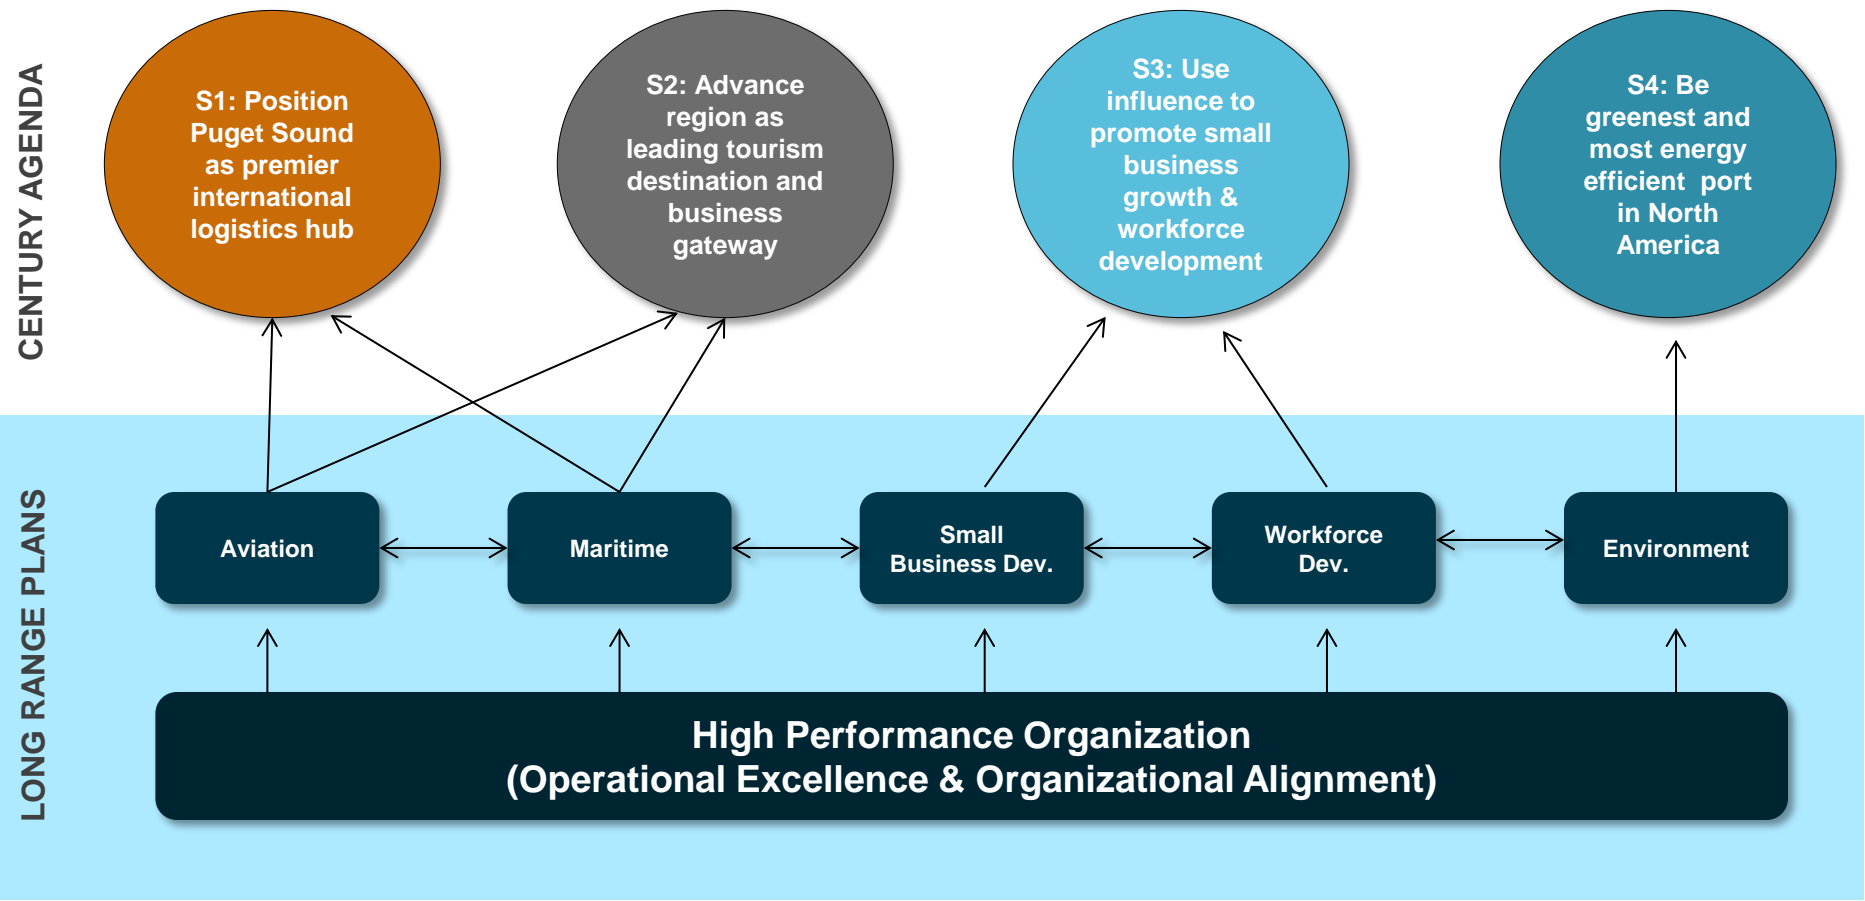 CENTURY AGENDA
S1: Position
Puget Sound
as premier
international
logistics hub
S2: Advance
region as
leading tourism
destination and
business
gateway
S3: Use
influence to
promote small
business
growth &
workforce
development
S4: Be
greenest and
most energy
efficient  port
in North
America
LONG RANGE PLANS
Aviation
Maritime
Small
Business Dev.
Workforce
Dev.
Environment
High Performance Organization
(Operational Excellence & Organizational Alignment)